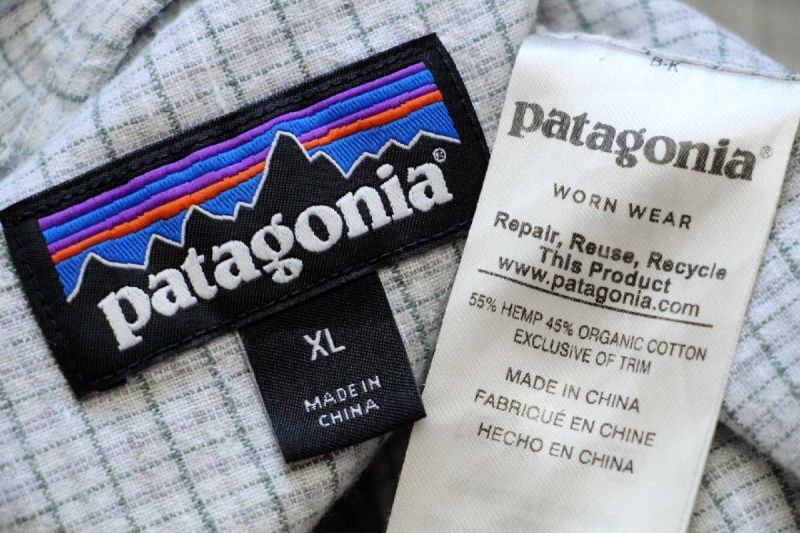 patagonia®
XL
MADE IN
CHINA
B-K
patagonia®
WORN WEAR
Repair, Reuse, Recycle
This Product
www.patagonia.com
55% HEMP 45% ORGANIC COTTON
EXCLUSIVE OF TRIM
MADE IN CHINA
FABRIQUÉ EN CHINE
HECHO EN CHINA